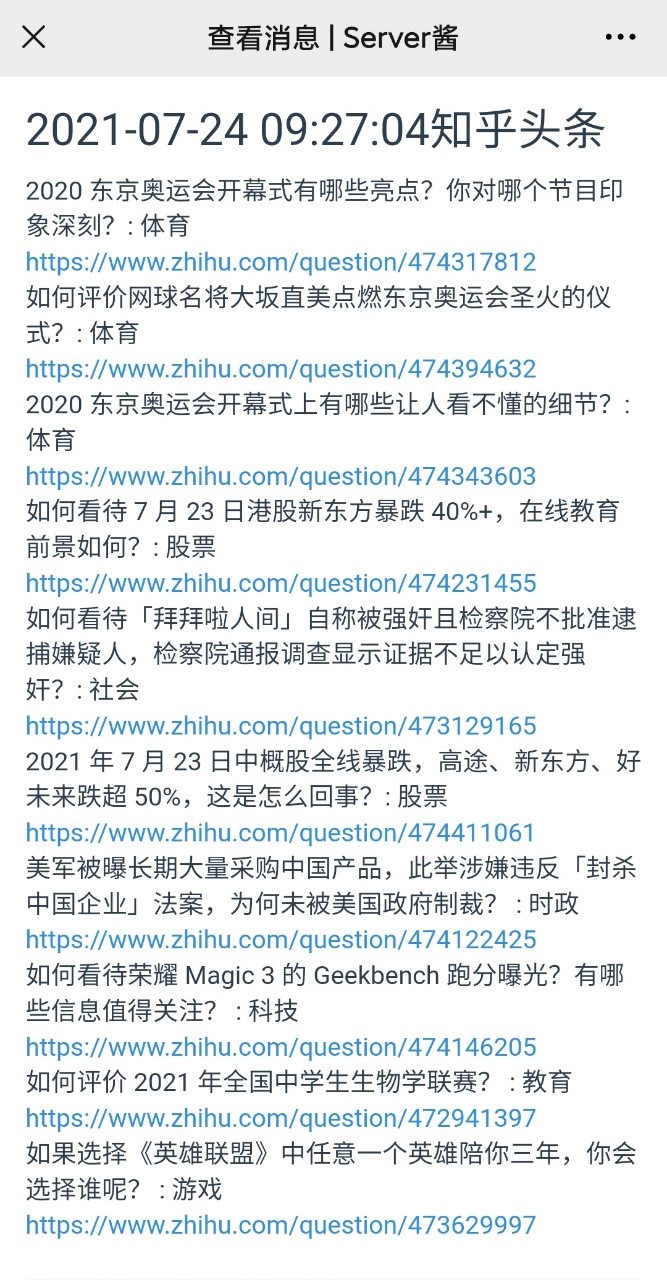 查看消息 | Server酱
2021-07-24 09:27:04知乎头条
2020 东京奥运会开幕式有哪些亮点？你对哪个节目印
象深刻？: 体育
https://www.zhihu.com/question/474317812
如何评价网球名将大坂直美点燃东京奥运会圣火的仪
式？: 体育
https://www.zhihu.com/question/474394632
2020 东京奥运会开幕式上有哪些让人看不懂的细节？:
体育
https://www.zhihu.com/question/474343603
如何看待 7 月 23 日港股新东方暴跌 40%+，在线教育
前景如何？: 股票
https://www.zhihu.com/question/474231455
如何看待「拜拜啦人间」自称被强奸且检察院不批准逮
捕嫌疑人，检察院通报调查显示证据不足以认定强
奸？: 社会
https://www.zhihu.com/question/473129165
2021 年 7 月 23 日中概股全线暴跌，高途、新东方、好
未来跌超 50%，这是怎么回事？: 股票
https://www.zhihu.com/question/474411061
美军被曝长期大量采购中国产品，此举涉嫌违反「封杀
中国企业」法案，为何未被美国政府制裁？ : 时政
https://www.zhihu.com/question/474122425
如何看待荣耀 Magic 3 的 Geekbench 跑分曝光？有哪
些信息值得关注？ : 科技
https://www.zhihu.com/question/474146205
如何评价 2021 年全国中学生生物学联赛？ : 教育
https://www.zhihu.com/question/472941397
如果选择《英雄联盟》中任意一个英雄陪你三年，你会
选择谁呢？ : 游戏
https://www.zhihu.com/question/473629997